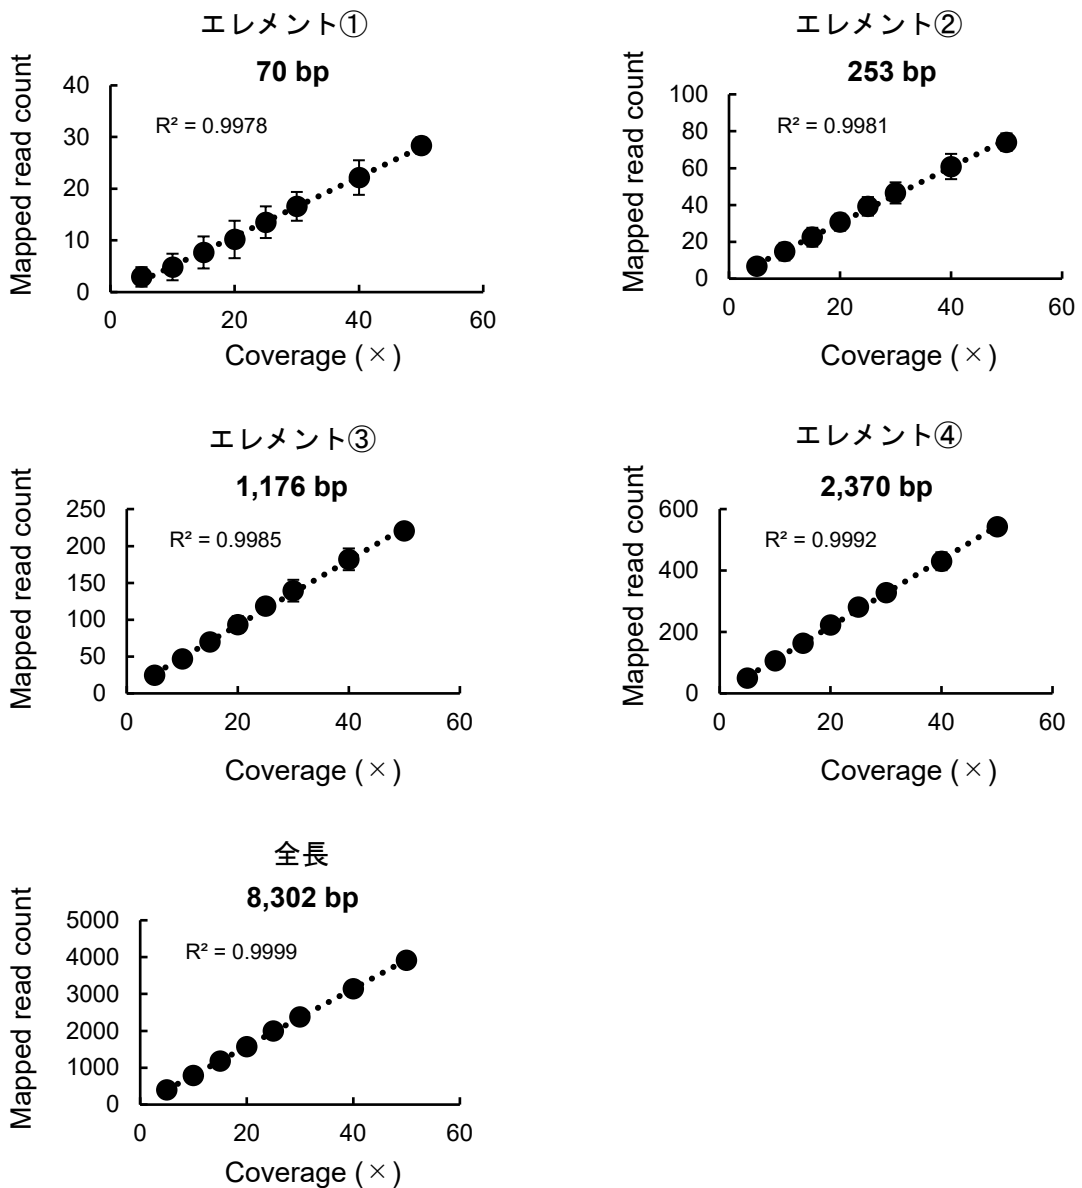 エレメント①
70 bp
Mapped read count
40
30
20
10
0
R² = 0.9978
0 20 40 60
Coverage (×)
エレメント②
253 bp
Mapped read count
100
80
60
40
20
0
R² = 0.9981
0 20 40 60
Coverage (×)
エレメント③
1,176 bp
Mapped read count
250
200
150
100
50
0
R² = 0.9985
0 20 40 60
Coverage (×)
エレメント④
2,370 bp
Mapped read count
600
400
200
0
R² = 0.9992
0 20 40 60
Coverage (×)
全長
8,302 bp
Mapped read count
5000
4000
3000
2000
1000
0
R² = 0.9999
0 20 40 60
Coverage (×)